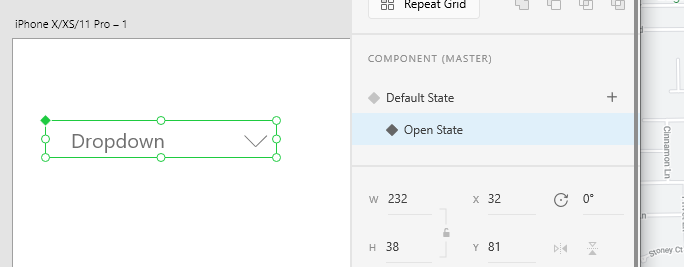 Repeat Grid
iPhone X/XS/11 Pro – 1
COMPONENT (MASTER)
Default State
Dropdown
Open State
W 232 X 32 0°
H 38 Y 81
Cinnamon Ln
Stoney Ct